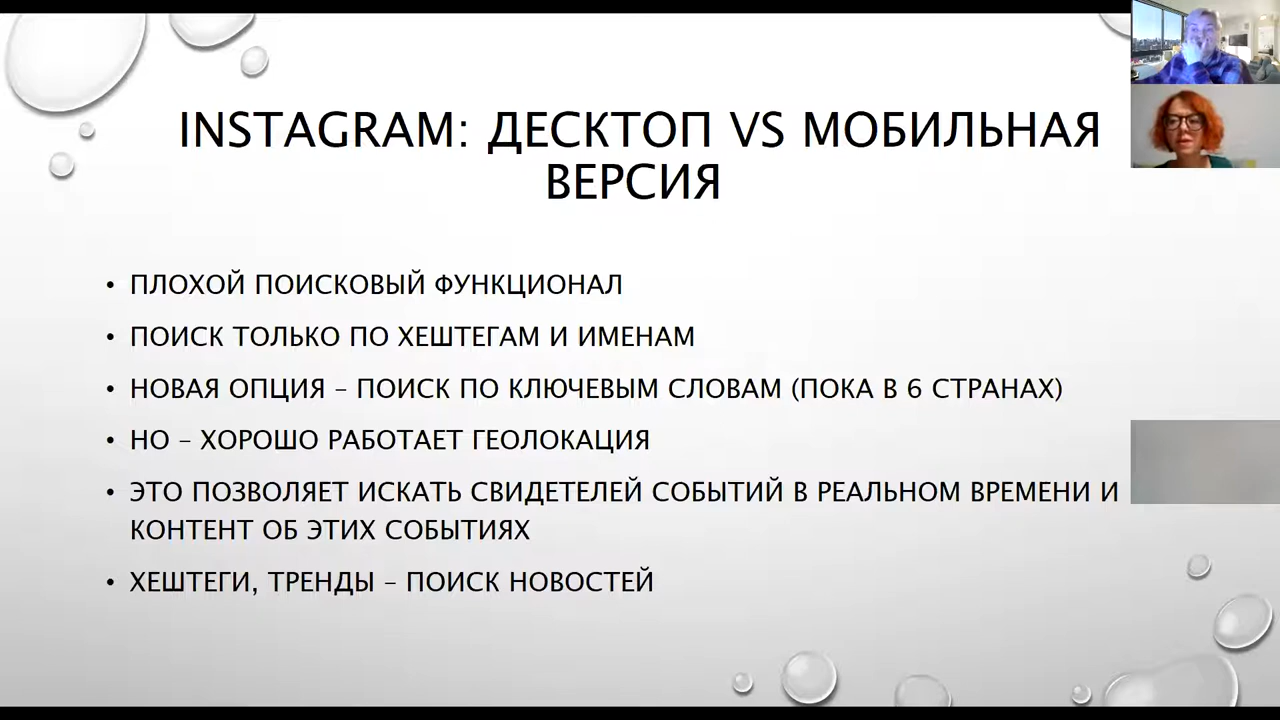 INSTAGRAM: ДЕСКТОП VS МОБИЛЬНАЯ
ВЕРСИЯ
• ПЛОХОЙ ПОИСКОВЫЙ ФУНКЦИОНАЛ
• ПОИСК ТОЛЬКО ПО ХЕШТЕГАМ И ИМЕНАМ
• НОВАЯ ОПЦИЯ – ПОИСК ПО КЛЮЧЕВЫМ СЛОВАМ (ПОКА В 6 СТРАНАХ)
• НО – ХОРОШО РАБОТАЕТ ГЕОЛОКАЦИЯ
• ЭТО ПОЗВОЛЯЕТ ИСКАТЬ СВИДЕТЕЛЕЙ СОБЫТИЙ В РЕАЛЬНОМ ВРЕМЕНИ И
КОНТЕНТ ОБ ЭТИХ СОБЫТИЯХ
• ХЕШТЕГИ, ТРЕНДЫ – ПОИСК НОВОСТЕЙ